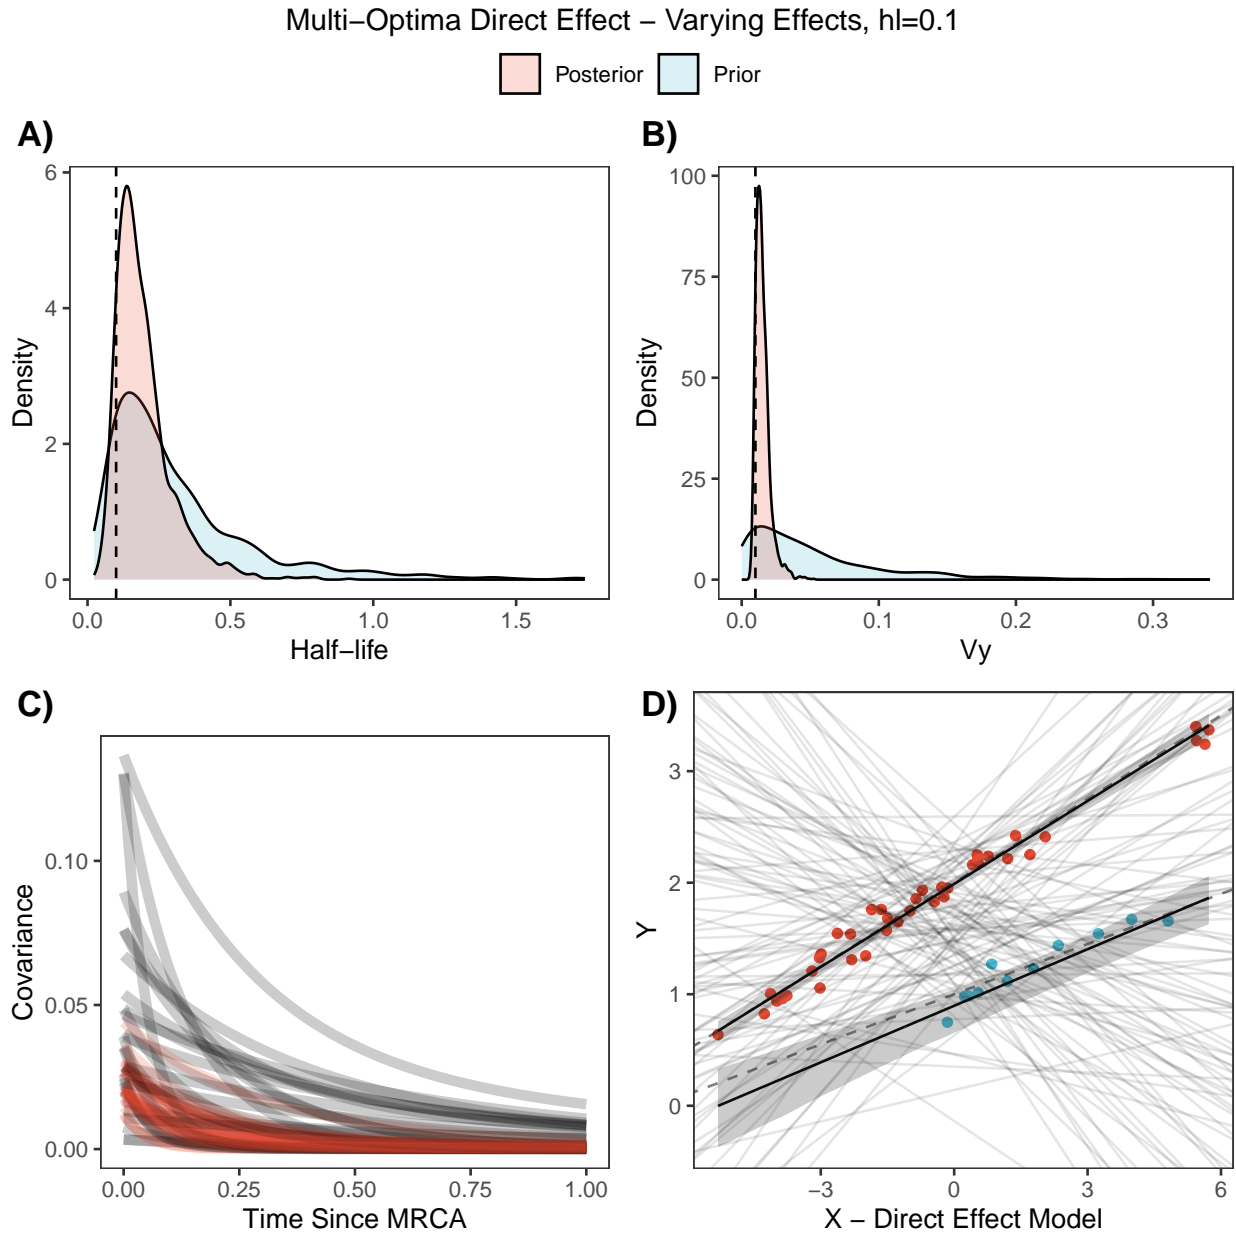 Multi−Optima Direct Effect − Varying Effects, hl=0.1
Posterior Prior
A)
6
4
2
0
Density
0.0 0.5 1.0 1.5
Half−life
B)
100
75
50
25
0
Density
0.0 0.1 0.2 0.3
Vy
C)
0.10
0.05
0.00
Covariance
0.00 0.25 0.50 0.75 1.00
Time Since MRCA
D)
3
2
1
0
Y
−3 0 3 6
X − Direct Effect Model